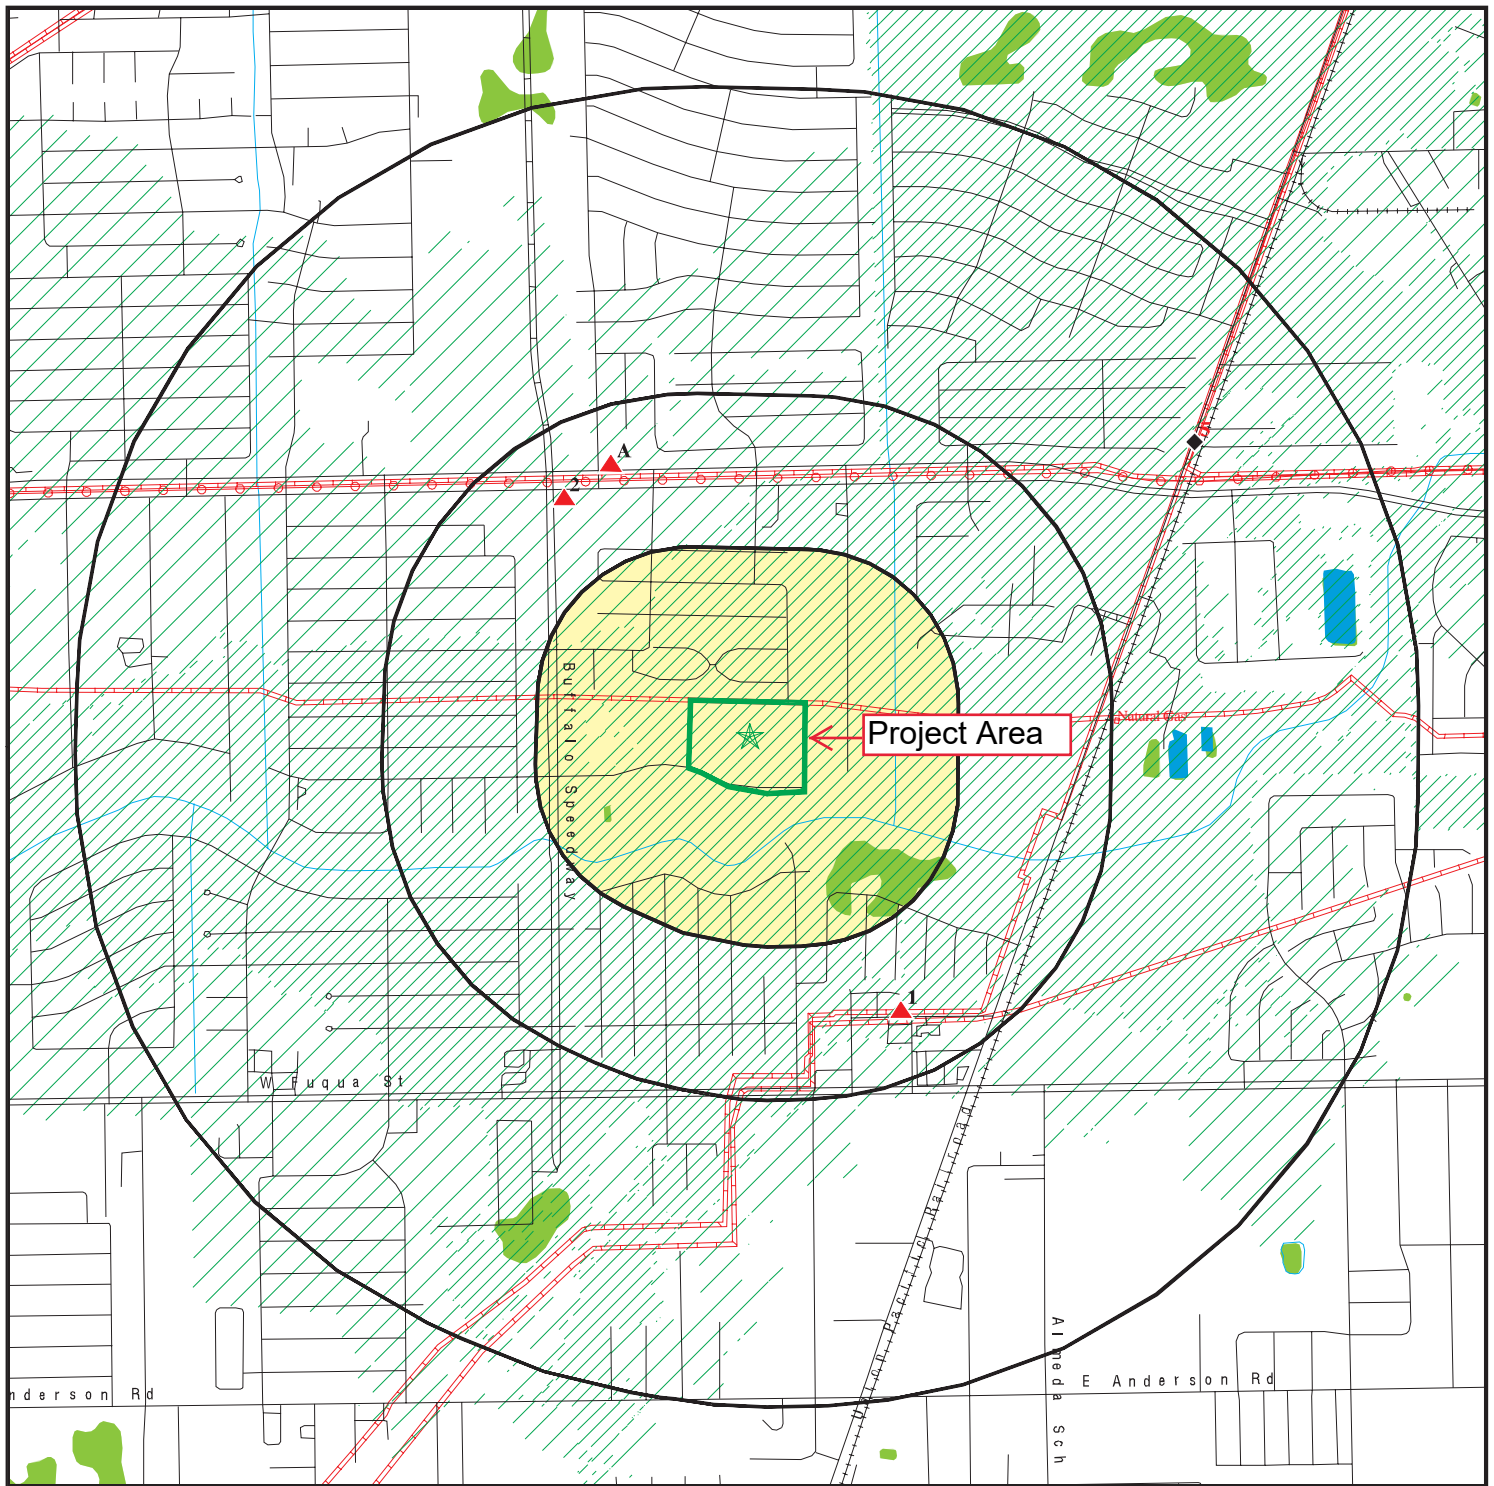 A
2
Buffalo Speedway
Natural Gas
Project Area
1
W Fuqua St
Union Pacific Railroad
Almeda Sch
E Anderson Rd
nderson Rd